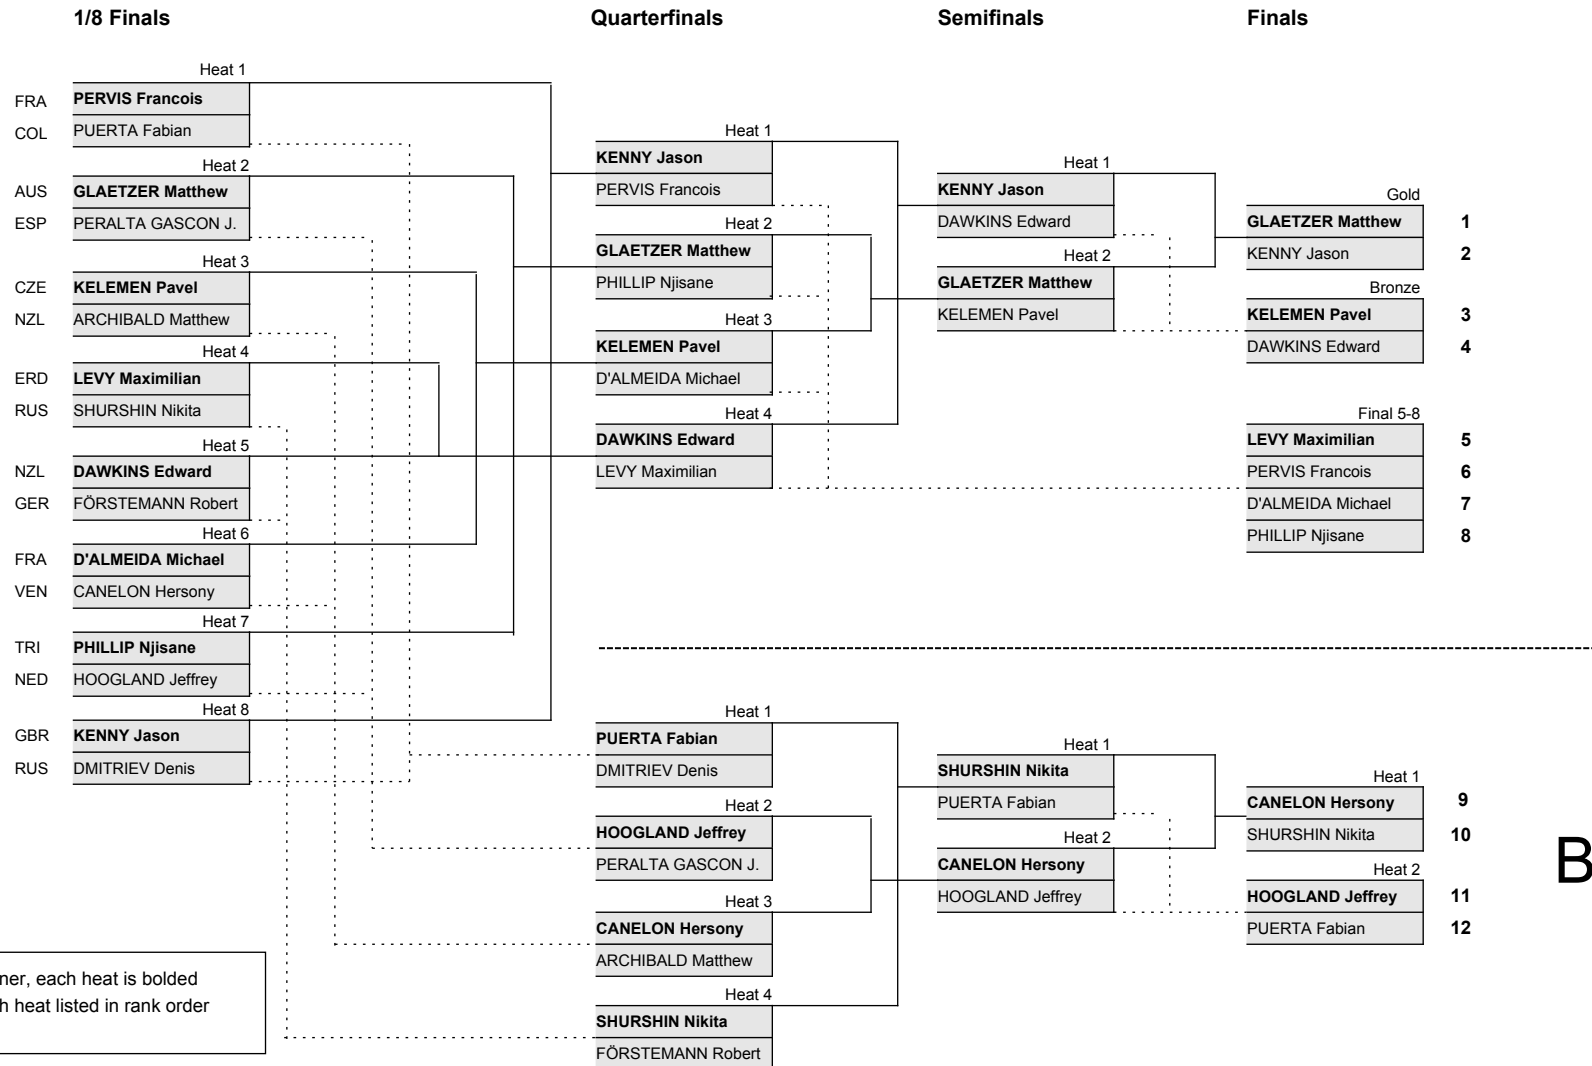 1/8 Finals
Quarterfinals
Semifinals
Finals
Heat 1
FRA PERVIS Francois
COL PUERTA Fabian
Heat 2
AUS GLAETZER Matthew
ESP PERALTA GASCON J.
Heat 3
CZE KELEMEN Pavel
NZL ARCHIBALD Matthew
Heat 4
ERD LEVY Maximilian
RUS SHURSHIN Nikita
Heat 5
NZL DAWKINS Edward
GER FÖRSTEMANN Robert
Heat 6
FRA D'ALMEIDA Michael
VEN CANELON Hersony
Heat 7
TRI PHILLIP Njisane
NED HOOGLAND Jeffrey
Heat 8
GBR KENNY Jason
RUS DMITRIEV Denis
Heat 1
KENNY Jason
PERVIS Francois
Heat 2
GLAETZER Matthew
PHILLIP Njisane
Heat 3
KELEMEN Pavel
D'ALMEIDA Michael
Heat 4
DAWKINS Edward
LEVY Maximilian
Heat 1
KENNY Jason
DAWKINS Edward
Heat 2
GLAETZER Matthew
KELEMEN Pavel
Gold
GLAETZER Matthew 1
KENNY Jason 2
Bronze
KELEMEN Pavel 3
DAWKINS Edward 4
Final 5-8
LEVY Maximilian 5
PERVIS Francois 6
D'ALMEIDA Michael 7
PHILLIP Njisane 8
Heat 1
PUERTA Fabian
DMITRIEV Denis
Heat 2
HOOGLAND Jeffrey
PERALTA GASCON J.
Heat 3
CANELON Hersony
ARCHIBALD Matthew
Heat 4
SHURSHIN Nikita
FÖRSTEMANN Robert
Heat 1
SHURSHIN Nikita
PUERTA Fabian
Heat 2
CANELON Hersony
HOOGLAND Jeffrey
Heat 1
CANELON Hersony 9
SHURSHIN Nikita 10
Heat 2
HOOGLAND Jeffrey 11
PUERTA Fabian 12
B
ner, each heat is bolded
h heat listed in rank order